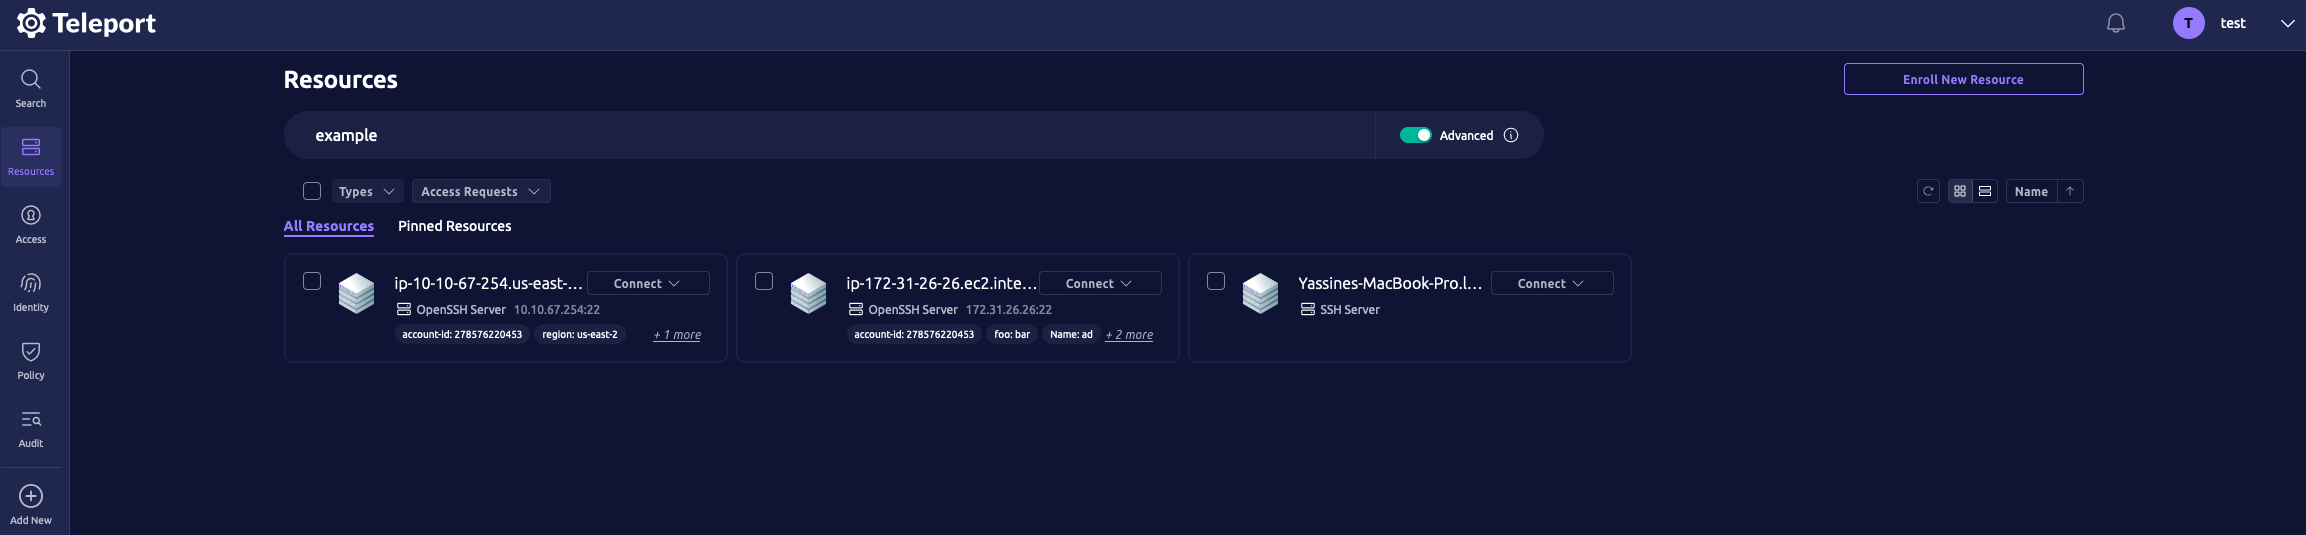 Teleport
T test
Search
Resources
Access
Identity
Policy
Audit
Add New
Resources
Enroll New Resource
example
Advanced
Types Access Requests
Name
All Resources Pinned Resources
ip-10-10-67-254.us-east-... Connect
OpenSSH Server 10.10.67.254:22
account-id: 278576220453 region: us-east-2 + 1 more
ip-172-31-26-26.ec2.inte... Connect
OpenSSH Server 172.31.26.26:22
account-id: 278576220453 foo: bar Name: ad + 2 more
Yassines-MacBook-Pro.l... Connect
SSH Server